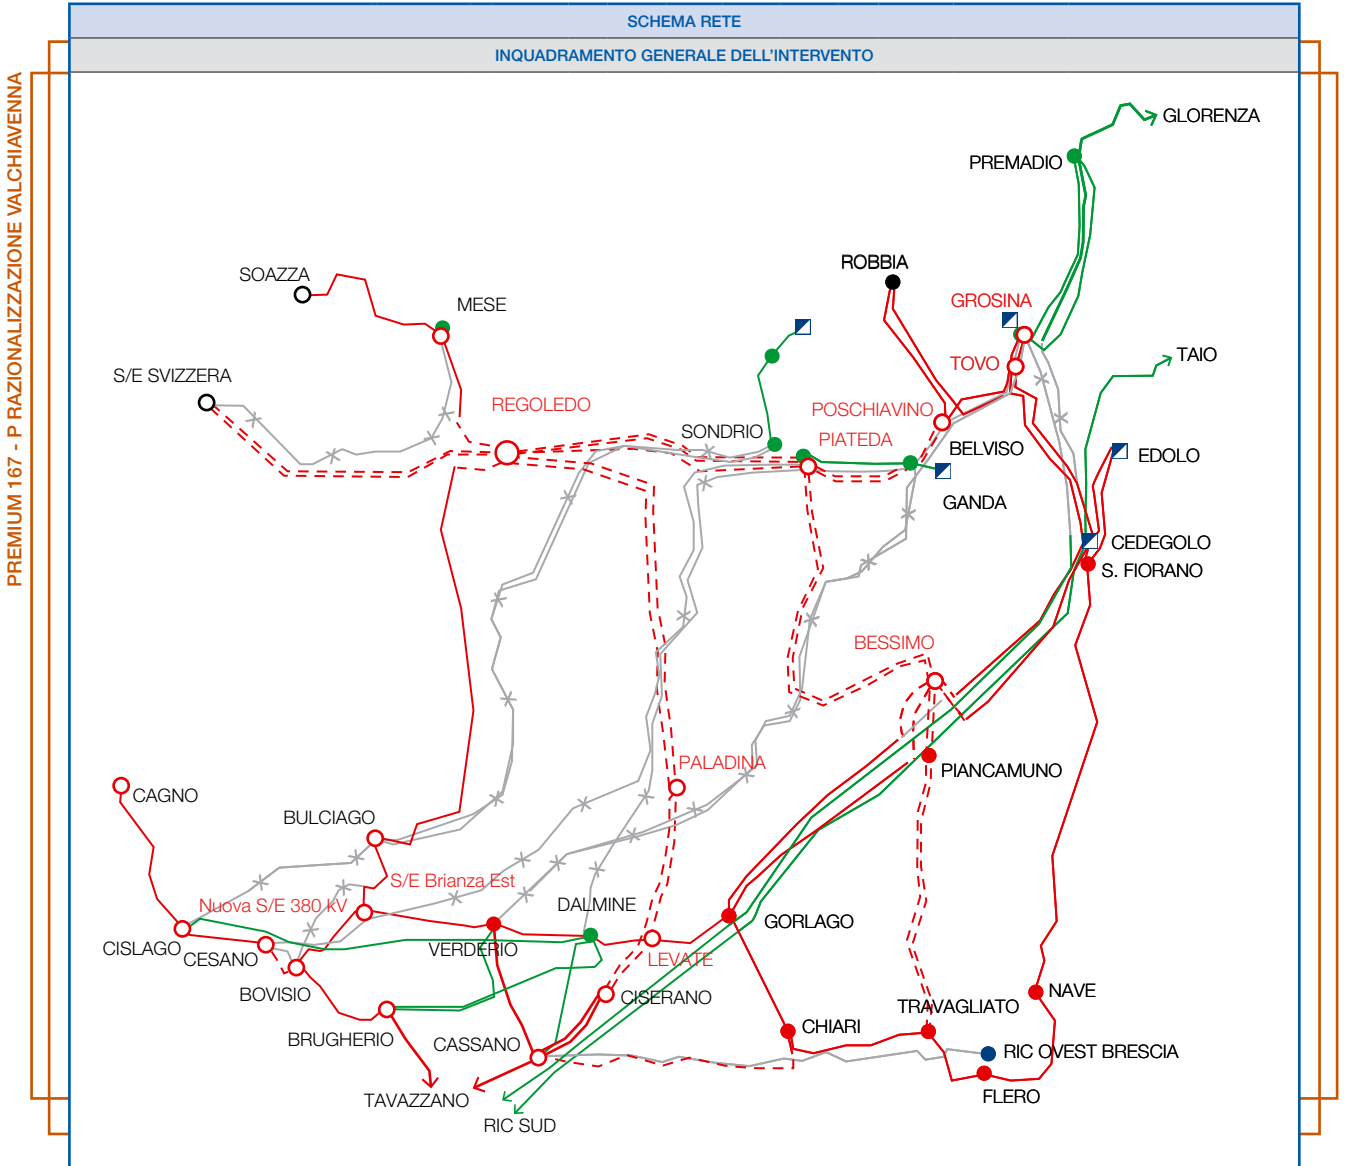 SCHEMA RETE
INQUADRAMENTO GENERALE DELL'INTERVENTO
PREMIUM 167 - P RAZIONALIZZAZIONE VALCHIAVENNA
GLORENZA
PREMADIO
ROBBIA
SOAZZA
GROSINA
MESE
TAIO
TOVO
S/E SVIZZERA
REGOLEDO
POSCHIAVINO
SONDRIO
PIATEDA
BELVISO
EDOLO
GANDA
CEDEGOLO
S. FIORANO
BESSIMO
PALADINA
PIANCAMUNO
CAGNO
BULCIAGO
S/E Brianza Est
Nuova S/E 380 kV
DALMINE
GORLAGO
CISLAGO
VERDERIO
CESANO
LEVATE
BOVISIO
CISERANO
NAVE
TRAVAGLIATO
CHIARI
BRUGHERIO
CASSANO
RIC OVEST BRESCIA
TAVAZZANO
FLERO
RIC SUD